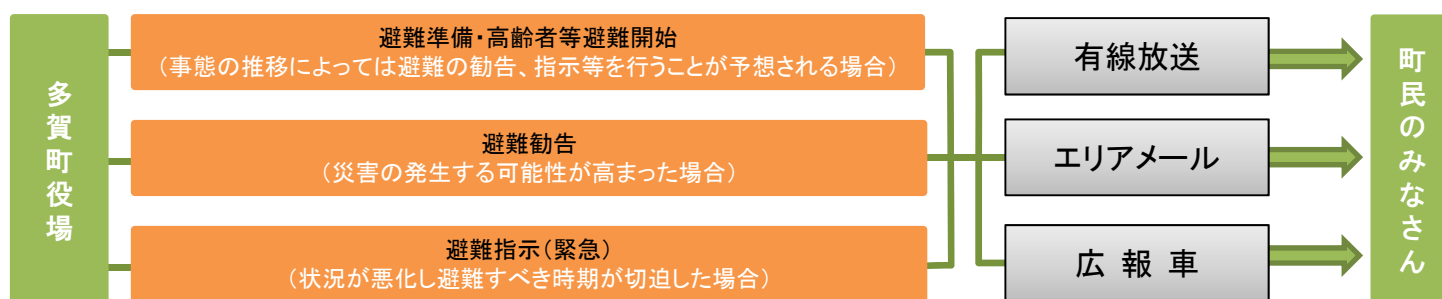 多賀町役場
避難準備・高齢者等避難開始
（事態の推移によっては避難の勧告、指示等を行うことが予想される場合）
避難勧告
（災害の発生する可能性が高まった場合）
避難指示（緊急）
（状況が悪化し避難すべき時期が切迫した場合）
有線放送
エリアメール
広 報 車
町民のみなさん